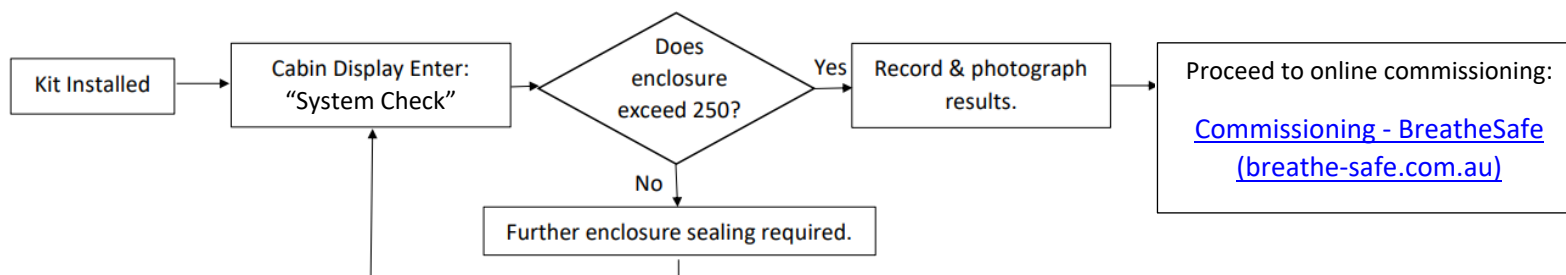 Kit Installed
Cabin Display Enter:
“System Check”
Does
enclosure
exceed 250?
Yes
Record & photograph
results.
Proceed to online commissioning:
Commissioning - BreatheSafe
(breathe-safe.com.au)
No
Further enclosure sealing required.